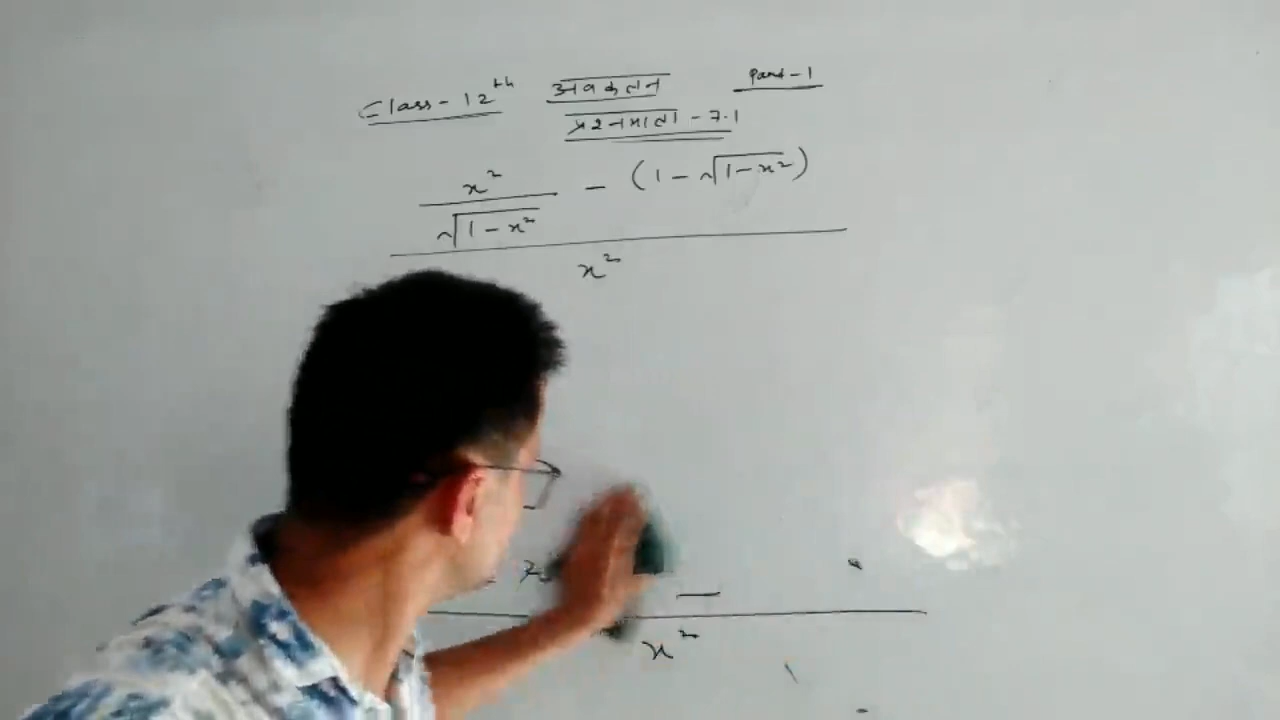 Class-12th अवकलन Part-1
प्रश्नमाला-7.1
x²
— (1 - √1-x²)
√1-x²
x²
x²